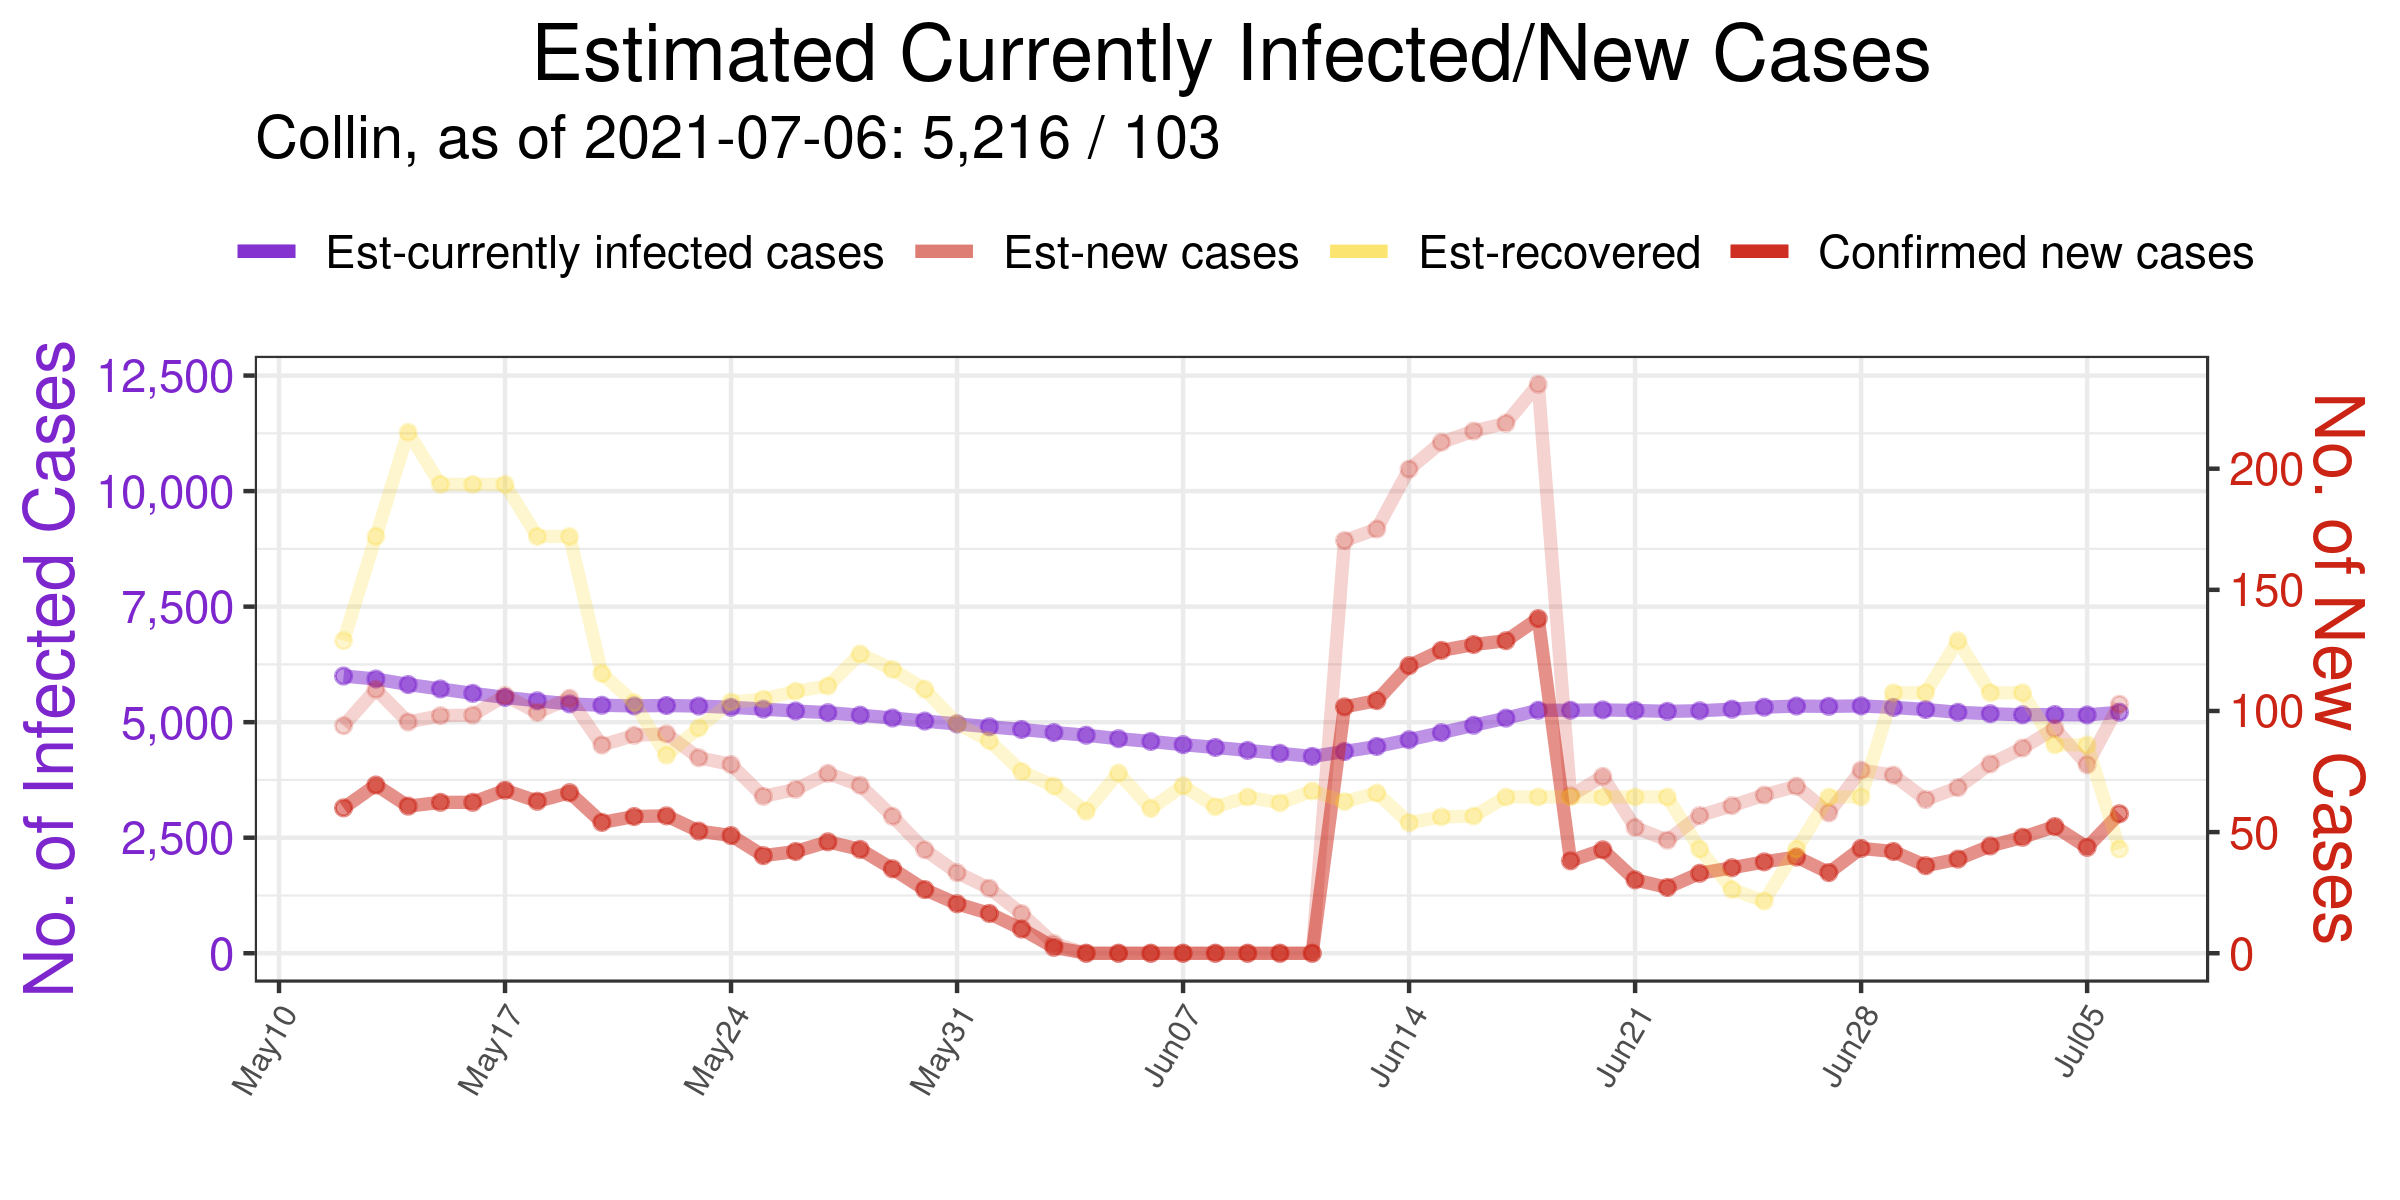 Estimated Currently Infected/New Cases
Collin, as of 2021-07-06: 5,216 / 103
Est-currently infected cases Est-new cases Est-recovered Confirmed new cases
No. of Infected Cases
12,500
10,000
7,500
5,000
2,500
0
200
150
100
50
0
No. of New Cases
May10 May17 May24 May31 Jun07 Jun14 Jun21 Jun28 Jul05